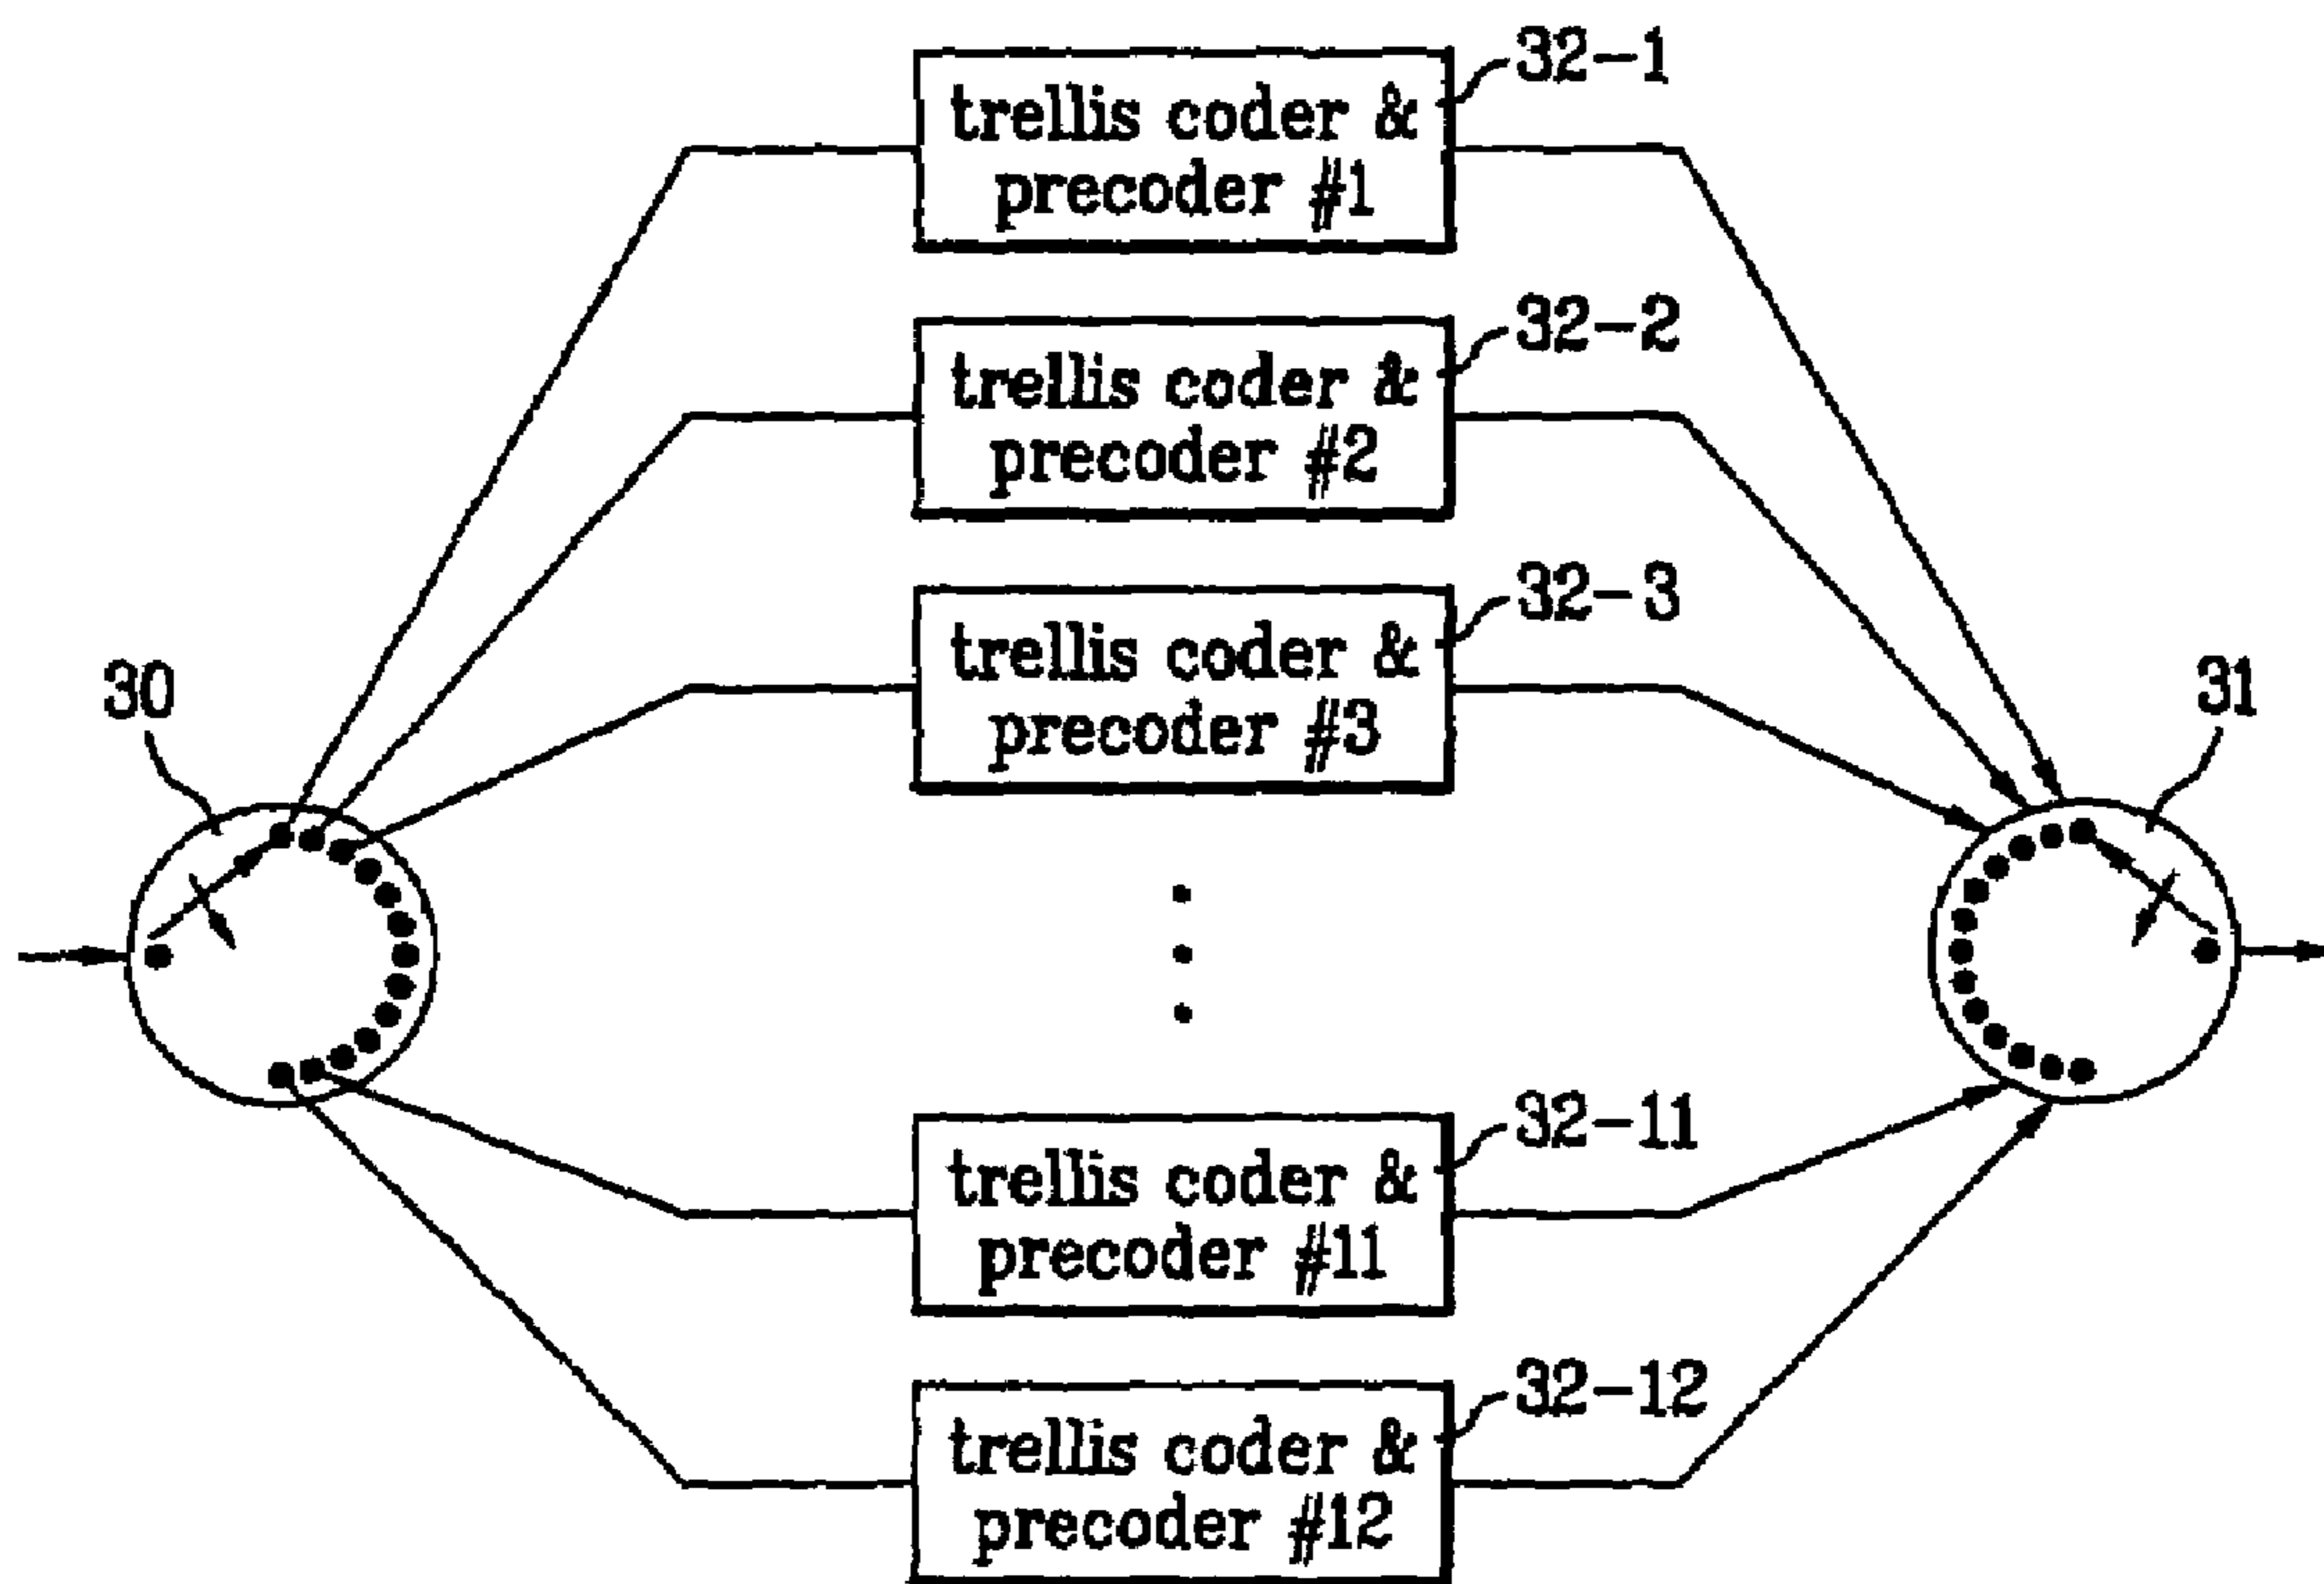 32-1
trellis coder &
precoder #1
32-2
trellis coder &
precoder #2
32-3
trellis coder &
precoder #3
30
31
32-11
trellis coder &
precoder #11
32-12
trellis coder &
precoder #12